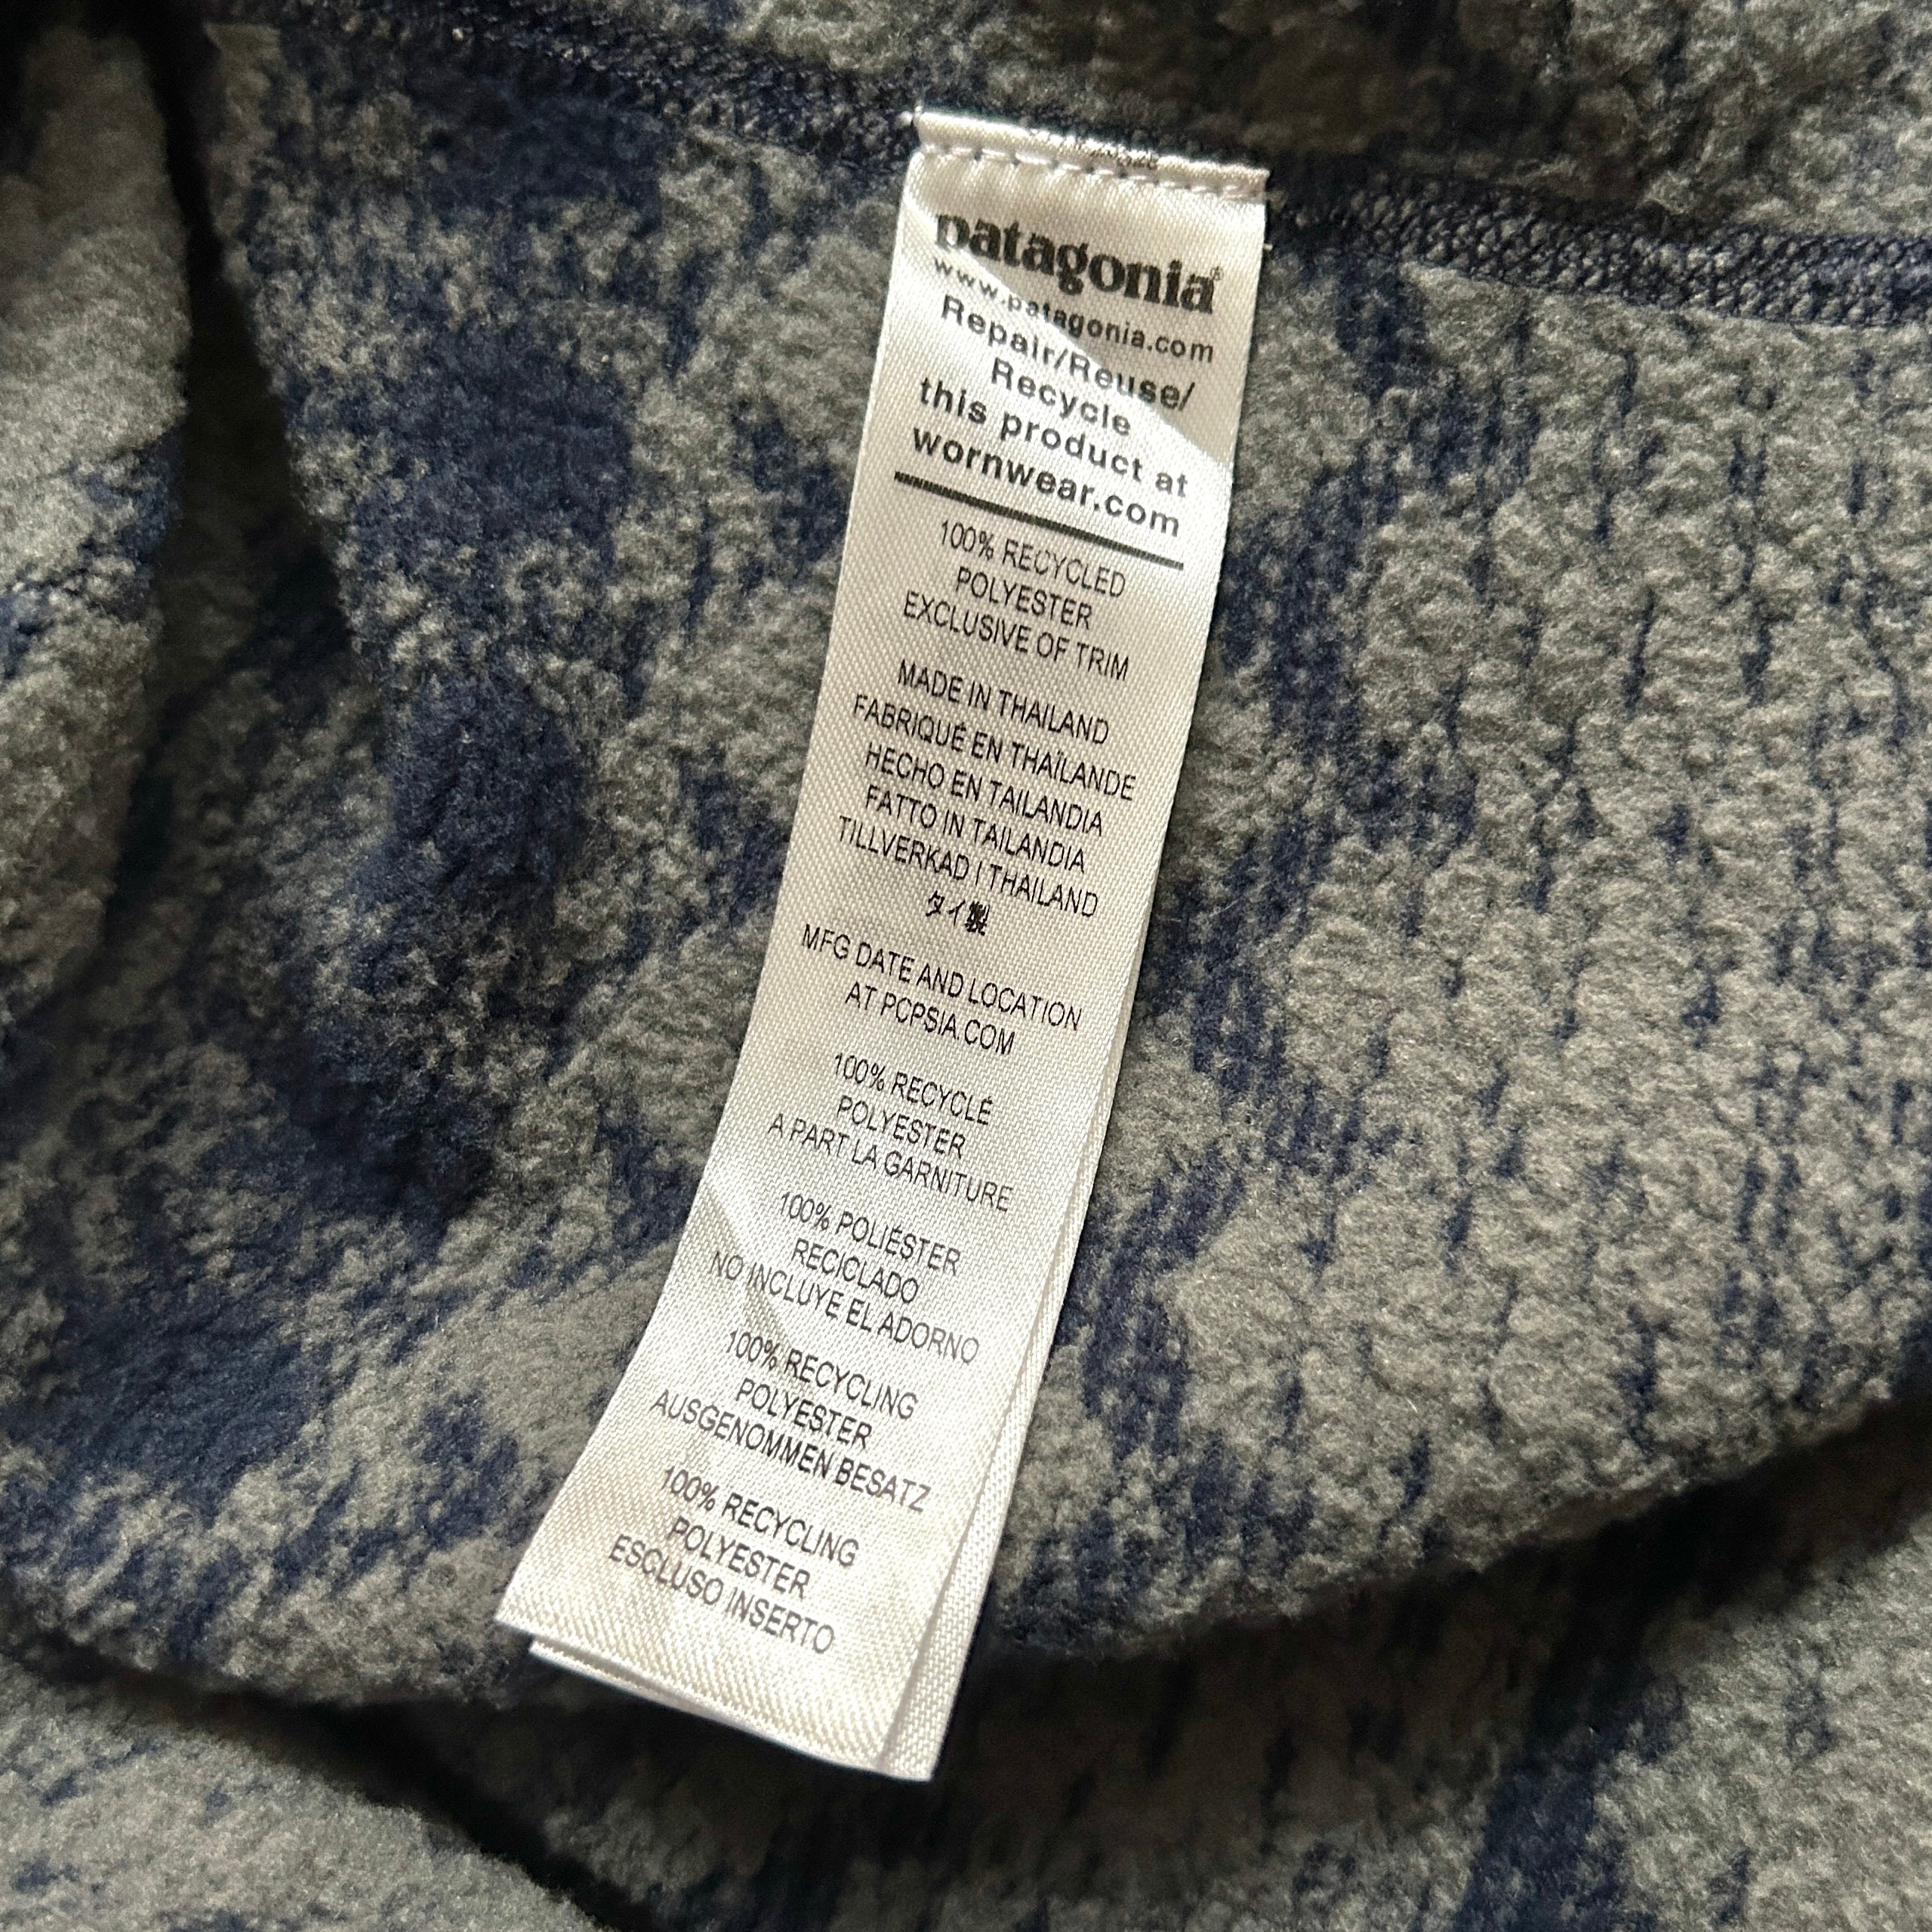 patagonia®
www.patagonia.com
Repair/Reuse/
Recycle
this product at
wornwear.com
100% RECYCLED
POLYESTER
EXCLUSIVE OF TRIM
MADE IN THAILAND
FABRIQUÉ EN THAÏLANDE
HECHO EN TAILANDIA
FATTO IN TAILANDIA
TILLVERKAD I THAILAND
タイ製
MFG DATE AND LOCATION
AT PCPSIA.COM
100% RECYCLÉ
POLYESTER
A PART LA GARNITURE
100% POLIÉSTER
RECICLADO
NO INCLUYE EL ADORNO
100% RECYCLING
POLYESTER
AUSGENOMMEN BESATZ
100% RECYCLING
POLYESTER
ESCLUSO INSERTO